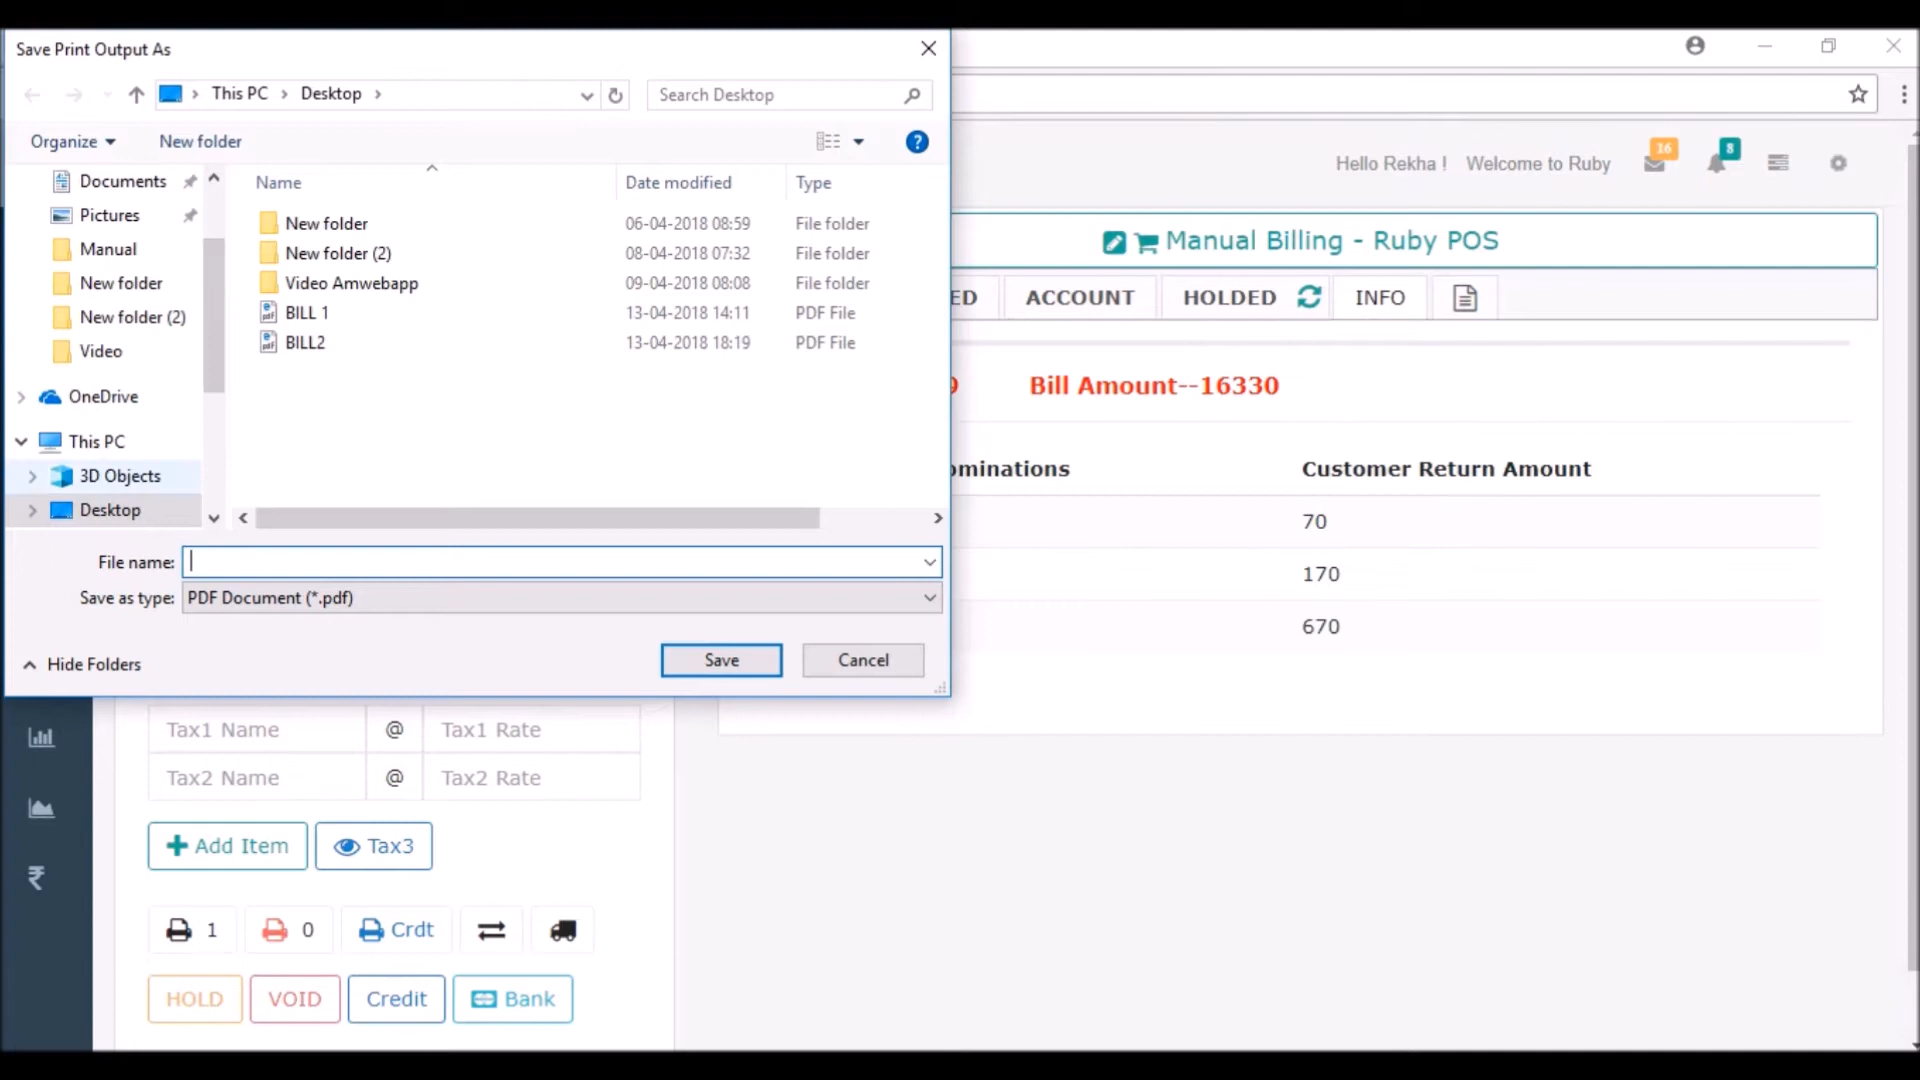 Save Print Output As
This PC
Desktop
Search Desktop
Organize
New folder
?
Documents
Pictures
Manual
New folder
New folder (2)
Video
OneDrive
This PC
3D Objects
Desktop
Name Date modified Type
New folder 06-04-2018 08:59 File folder
New folder (2) 08-04-2018 07:32 File folder
Video Amwebapp 09-04-2018 08:08 File folder
BILL 1 13-04-2018 14:11 PDF File
BILL2 13-04-2018 18:19 PDF File
File name:
Save as type: PDF Document (*.pdf)
Hide Folders
Save
Cancel
Hello Rekha ! Welcome to Ruby
16
8
Manual Billing - Ruby POS
ED
ACCOUNT
HOLDED
INFO
Bill Amount--16330
ominations
Customer Return Amount
70
170
670
Tax1 Name @ Tax1 Rate
Tax2 Name @ Tax2 Rate
Add Item
Tax3
1
0
Crdt
HOLD
VOID
Credit
Bank